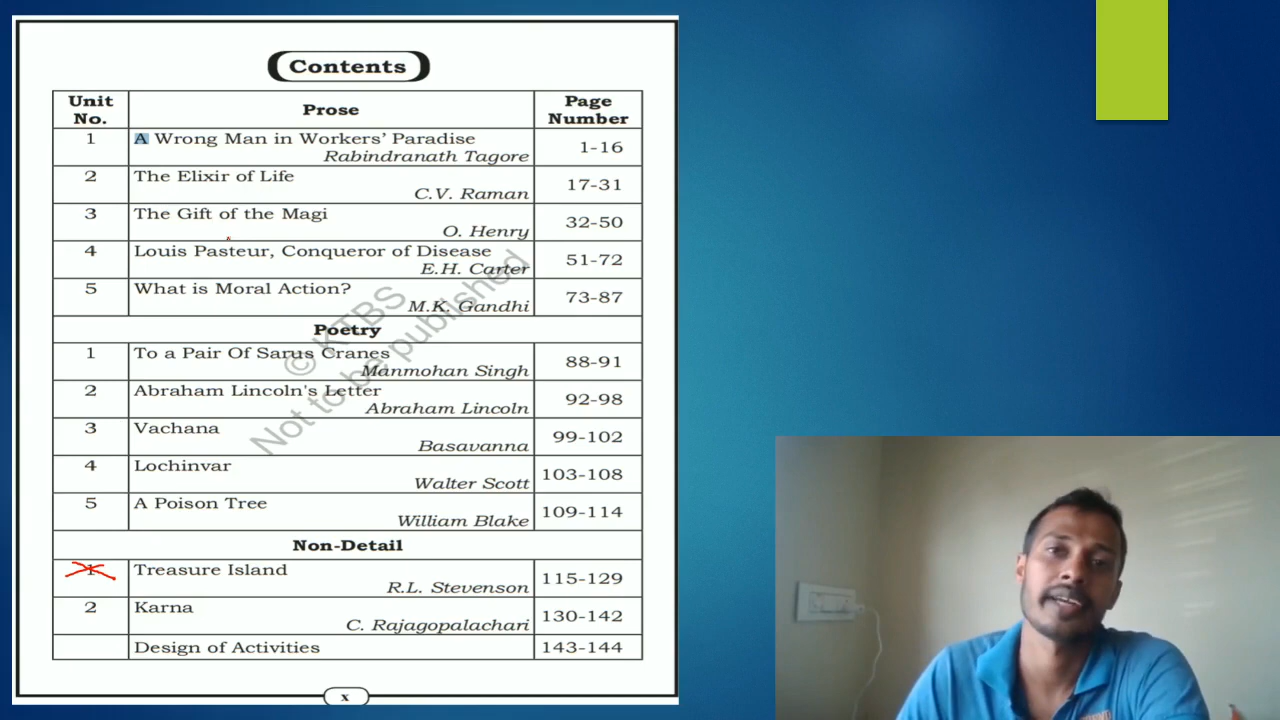 Contents
Unit No. Prose Page Number
1 A Wrong Man in Workers' Paradise 1-16
Rabindranath Tagore
2 The Elixir of Life 17-31
C.V. Raman
3 The Gift of the Magi 32-50
O. Henry
4 Louis Pasteur, Conqueror of Disease 51-72
E.H. Carter
5 What is Moral Action? 73-87
M.K. Gandhi
Poetry
1 To a Pair Of Sarus Cranes 88-91
Manmohan Singh
2 Abraham Lincoln's Letter 92-98
Abraham Lincoln
3 Vachana 99-102
Basavanna
4 Lochinvar 103-108
Walter Scott
5 A Poison Tree 109-114
William Blake
Non-Detail
1 Treasure Island 115-129
R.L. Stevenson
2 Karna 130-142
C. Rajagopalachari
Design of Activities 143-144
x
© KTBS
Not to be published